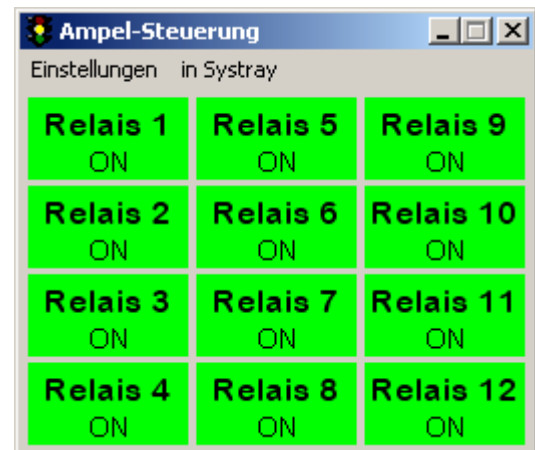 Ampel-Steuerung
Einstellungen in Systray
Relais 1 Relais 5 Relais 9
ON ON ON
Relais 2 Relais 6 Relais 10
ON ON ON
Relais 3 Relais 7 Relais 11
ON ON ON
Relais 4 Relais 8 Relais 12
ON ON ON